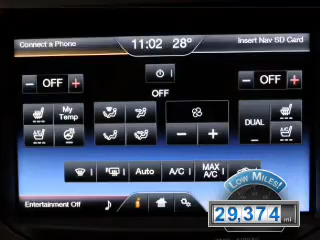 Connect a Phone 11:02 28° Insert Nav SD Card
− OFF + − OFF +
OFF
My Temp
DUAL
A/C A/C
− +
Auto A/C MAX A/C
LOW MILES!
Entertainment Off
29,374 mi